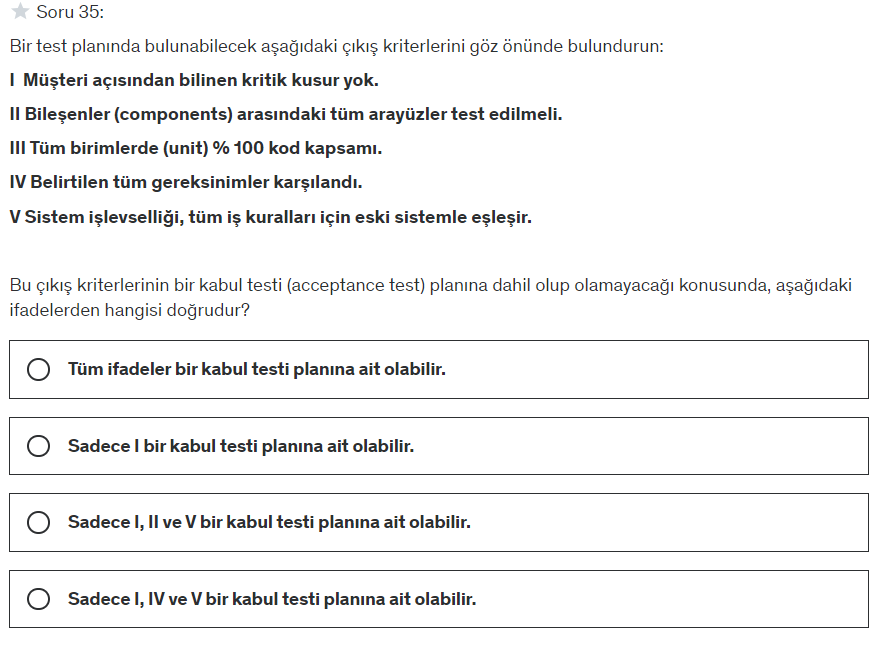 Soru 35:
Bir test planında bulunabilecek aşağıdaki çıkış kriterlerini göz önünde bulundurun:
I Müşteri açısından bilinen kritik kusur yok.
II Bileşenler (components) arasındaki tüm arayüzler test edilmeli.
III Tüm birimlerde (unit) % 100 kod kapsamı.
IV Belirtilen tüm gereksinimler karşılandı.
V Sistem işlevselliği, tüm iş kuralları için eski sistemle eşleşir.
Bu çıkış kriterlerinin bir kabul testi (acceptance test) planına dahil olup olamayacağı konusunda, aşağıdaki
ifadelerden hangisi doğrudur?
Tüm ifadeler bir kabul testi planına ait olabilir.
Sadece I bir kabul testi planına ait olabilir.
Sadece I, II ve V bir kabul testi planına ait olabilir.
Sadece I, IV ve V bir kabul testi planına ait olabilir.